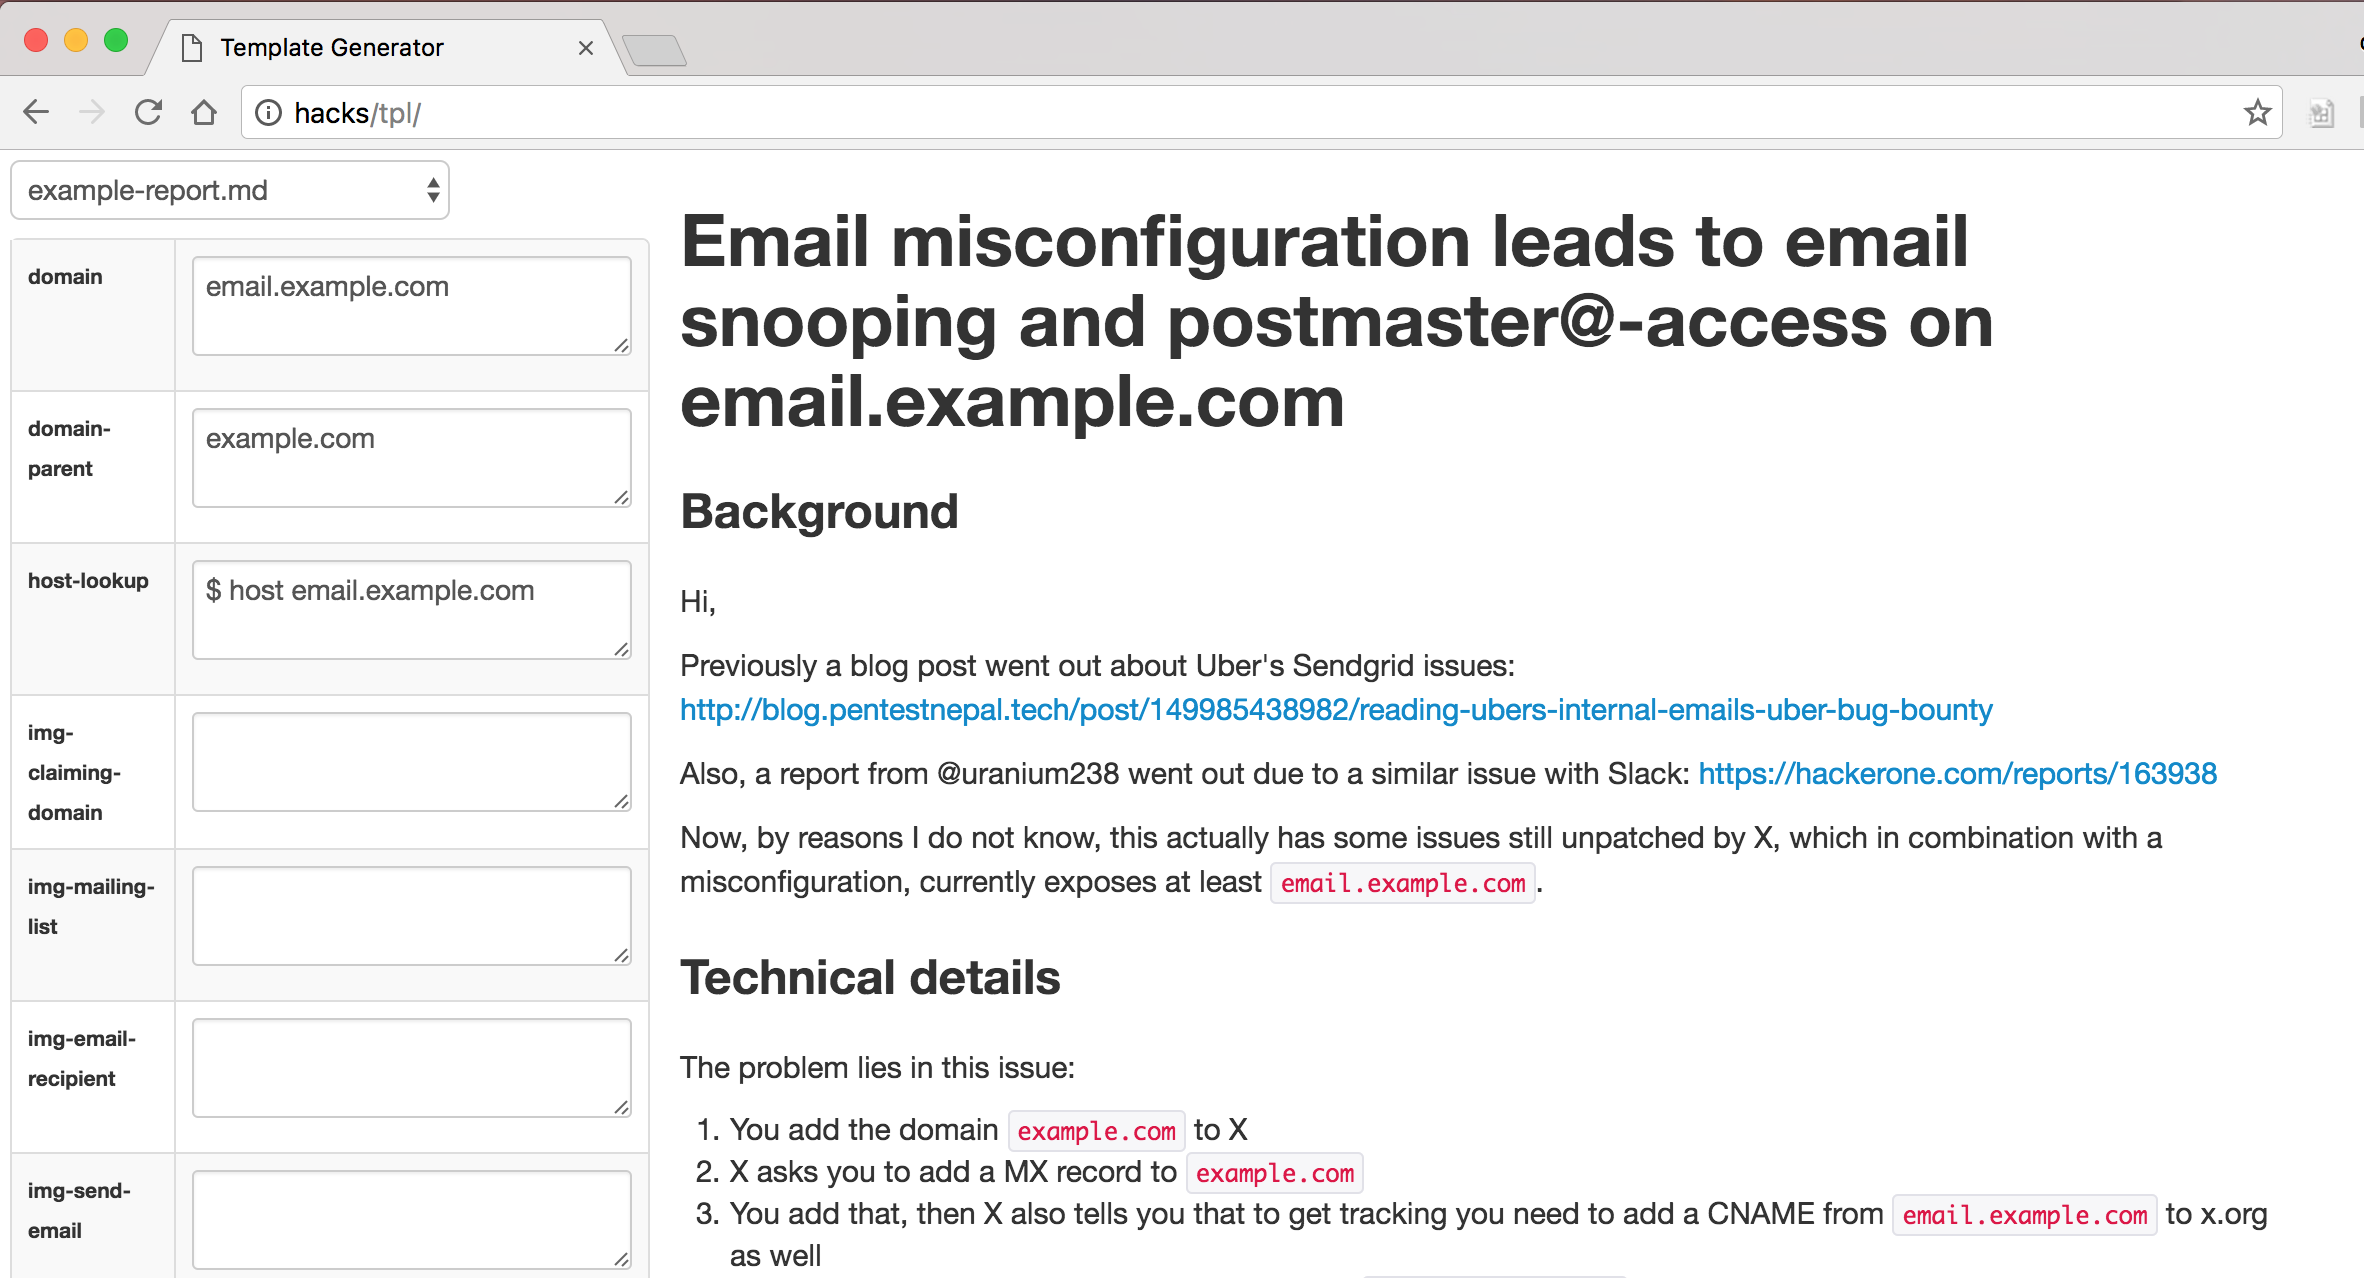 Template Generator
hacks/tpl/
example-report.md
domain
email.example.com
domain-
parent
example.com
host-lookup
$ host email.example.com
img-
claiming-
domain
img-mailing-
list
img-email-
recipient
img-send-
email
Email misconfiguration leads to email
snooping and postmaster@-access on
email.example.com
Background
Hi,
Previously a blog post went out about Uber's Sendgrid issues:
http://blog.pentestnepal.tech/post/149985438982/reading-ubers-internal-emails-uber-bug-bounty
Also, a report from @uranium238 went out due to a similar issue with Slack: https://hackerone.com/reports/163938
Now, by reasons I do not know, this actually has some issues still unpatched by X, which in combination with a
misconfiguration, currently exposes at least email.example.com.
Technical details
The problem lies in this issue:
1. You add the domain example.com to X
2. X asks you to add a MX record to example.com
3. You add that, then X also tells you that to get tracking you need to add a CNAME from email.example.com to x.org
as well